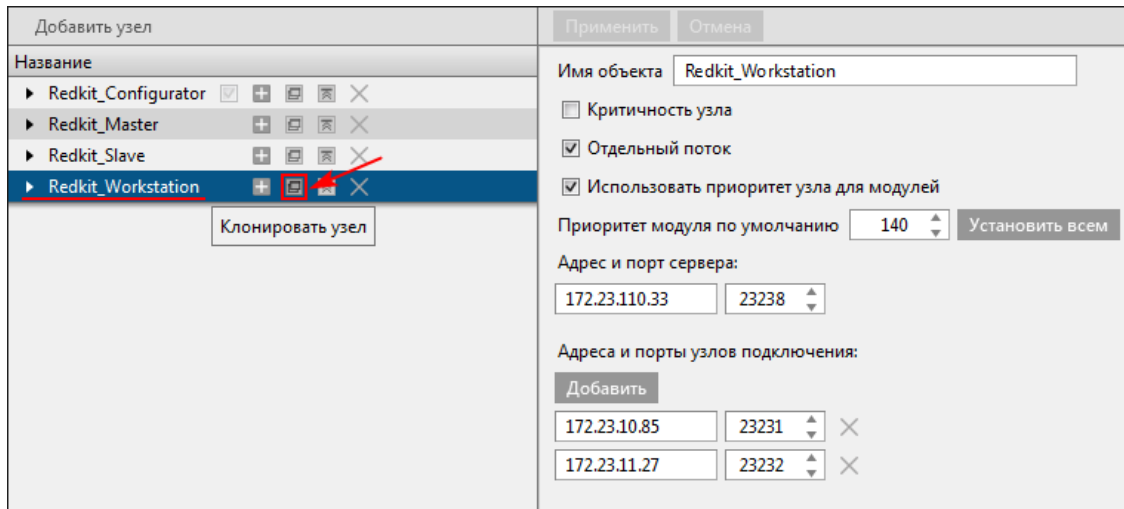 Добавить узел
Название
Redkit_Configurator
Redkit_Master
Redkit_Slave
Redkit_Workstation
Клонировать узел
Применить Отмена
Имя объекта Redkit_Workstation
Критичность узла
Отдельный поток
Использовать приоритет узла для модулей
Приоритет модуля по умолчанию 140 Установить всем
Адрес и порт сервера:
172.23.110.33 23238
Адреса и порты узлов подключения:
Добавить
172.23.10.85 23231
172.23.11.27 23232